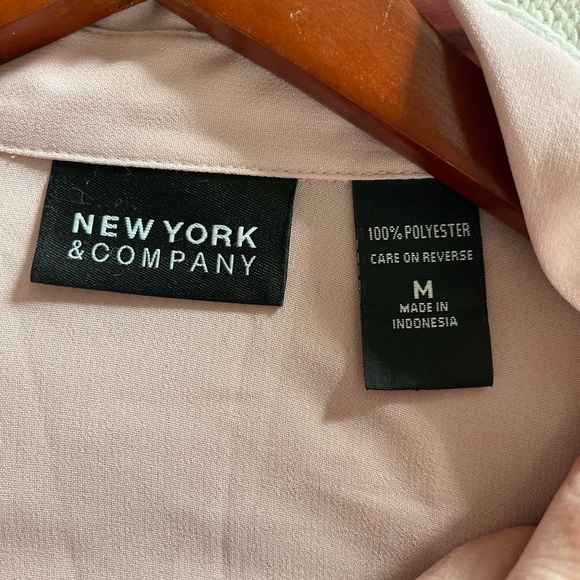 NEW YORK
& COMPANY
100% POLYESTER
CARE ON REVERSE
M
MADE IN
INDONESIA